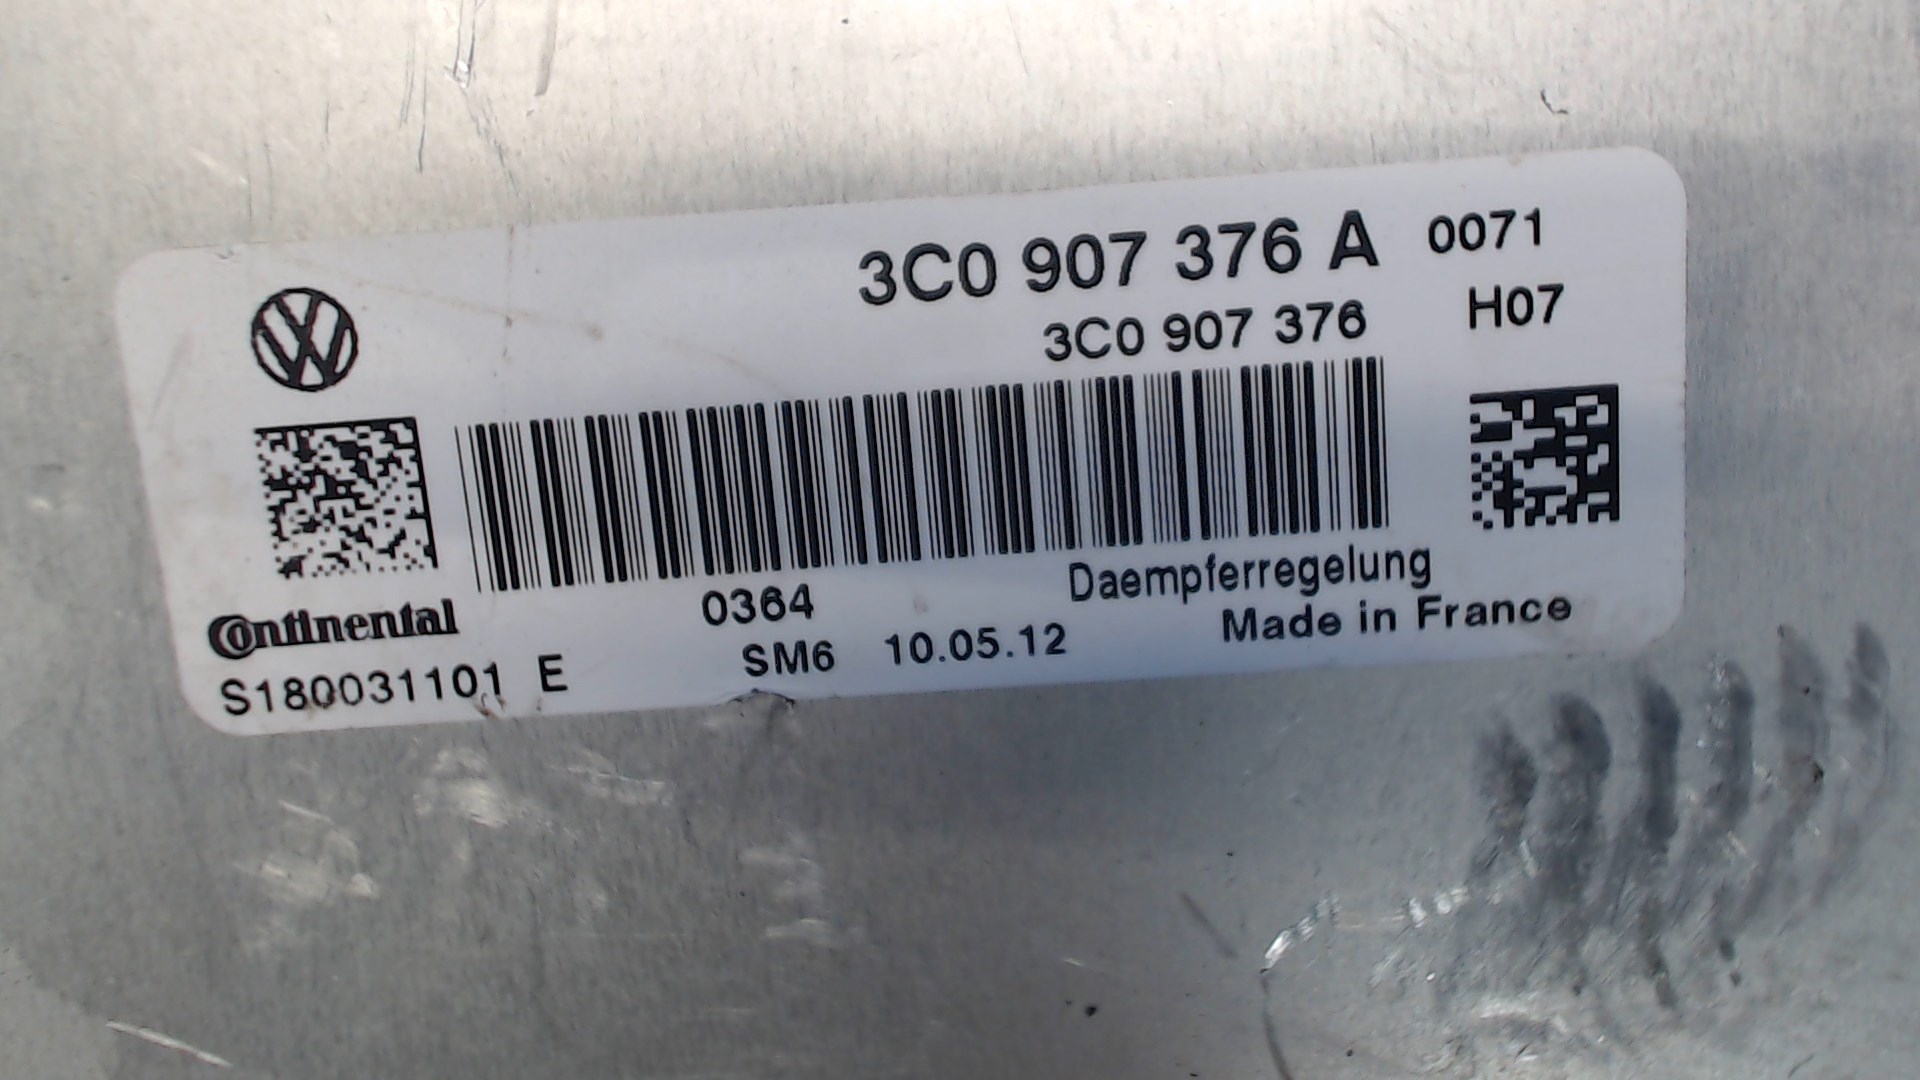 3C0 907 376 A 0071
3C0 907 376 H07
0364 Daempferregelung
Continental
SM6 10.05.12 Made in France
S180031101 E